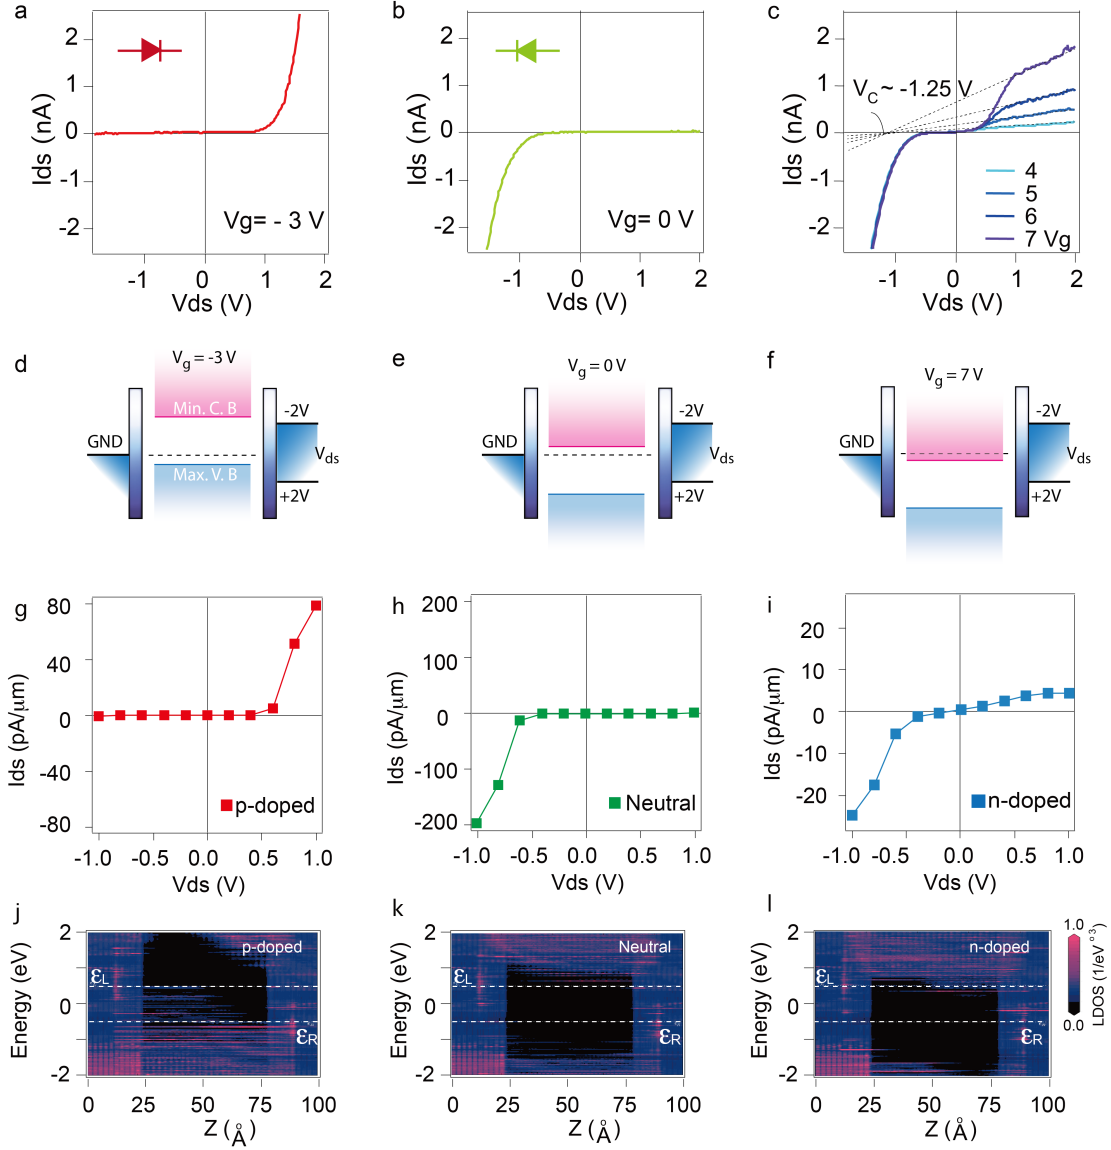 a
2
1
0
-1
-2
Ids (nA)
Vg= - 3 V
-1
0
1
2
Vds (V)
b
2
1
0
-1
-2
Ids (nA)
Vg= 0 V
-1
0
1
2
Vds (V)
c
2
1
0
-1
-2
Ids (nA)
VC ~ -1.25 V
4
5
6
7 Vg
-1
0
1
2
Vds (V)
d
Vg = -3 V
Min. C. B
Max. V. B
GND
-2V
Vds
+2V
e
Vg = 0 V
GND
-2V
Vds
+2V
f
Vg = 7 V
GND
-2V
Vds
+2V
g
80
40
0
-40
-80
Ids (pA/μm)
p-doped
-1.0
-0.5
0.0
0.5
1.0
Vds (V)
h
200
100
0
-100
-200
Ids (pA/μm)
Neutral
-1.0
-0.5
0.0
0.5
1.0
Vds (V)
i
20
10
0
-10
-20
Ids (pA/μm)
n-doped
-1.0
-0.5
0.0
0.5
1.0
Vds (V)
j
2
0
-2
Energy (eV)
p-doped
εL
εR
0
25
50
75
100
Z (Å)
k
2
0
-2
Energy (eV)
Neutral
εL
εR
0
25
50
75
100
Z (Å)
l
2
0
-2
Energy (eV)
n-doped
εL
εR
0
25
50
75
100
Z (Å)
1.0
0.0
LDOS (1/eV°3)